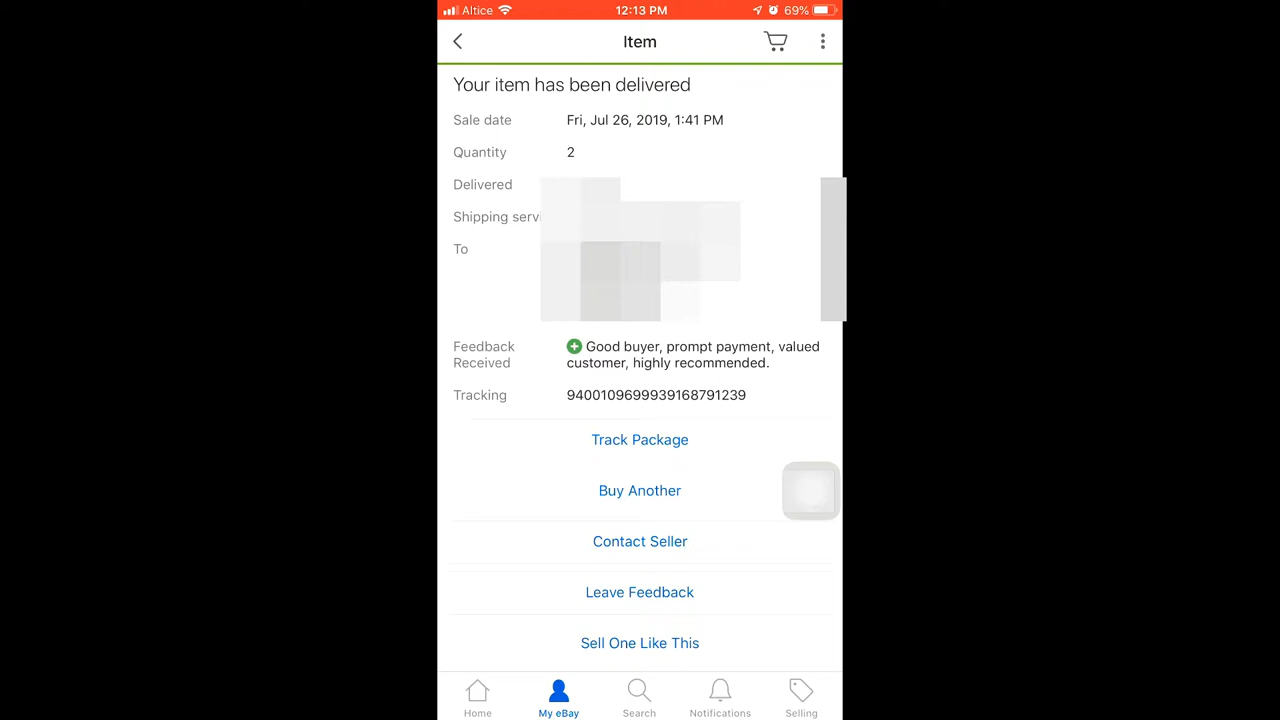 Altice 12:13 PM 69%
Item
Your item has been delivered
Sale date Fri, Jul 26, 2019, 1:41 PM
Quantity 2
Delivered
Shipping servi
To
Feedback Good buyer, prompt payment, valued
Received customer, highly recommended.
Tracking 9400109699939168791239
Track Package
Buy Another
Contact Seller
Leave Feedback
Sell One Like This
Home My eBay Search Notifications Selling